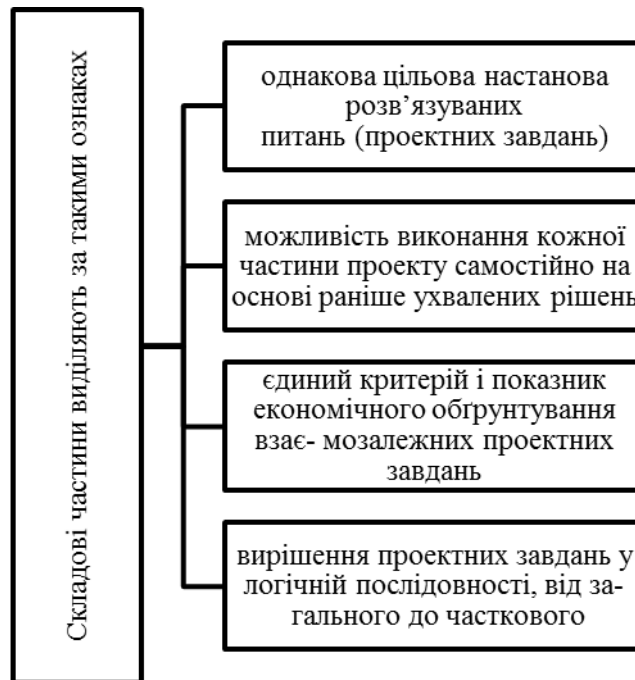 Складові частини виділяють за такими ознаках
однакова цільова настанова
розв’язуваних
питань (проектних завдань)
можливість виконання кожної
частини проекту самостійно на
основі раніше ухвалених рішень
єдиний критерій і показник
економічного обґрунтування
взає- мозалежних проектних
завдань
вирішення проектних завдань у
логічній послідовності, від за-
гального до часткового